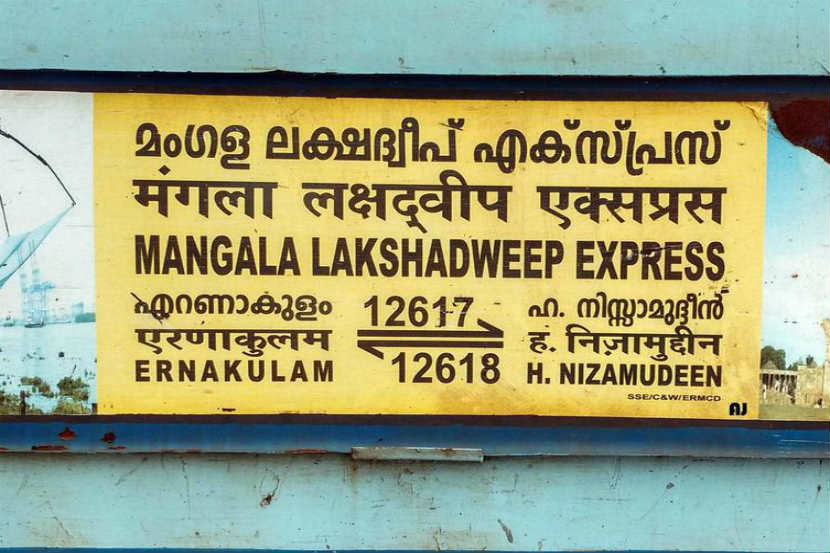 മംഗള ലക്ഷദ്വീപ് എക്സ്പ്രസ്
मंगला लक्षद्वीप एक्सप्रस
MANGALA LAKSHADWEEP EXPRESS
എറണാകുളം 12617 ഹ. നിസ്സാമുദ്ദീൻ
एरणाकुलम ह. निज़ामुद्दीन
ERNAKULAM 12618 H. NIZAMUDEEN
SSE/C&W/ERMCD
AJ